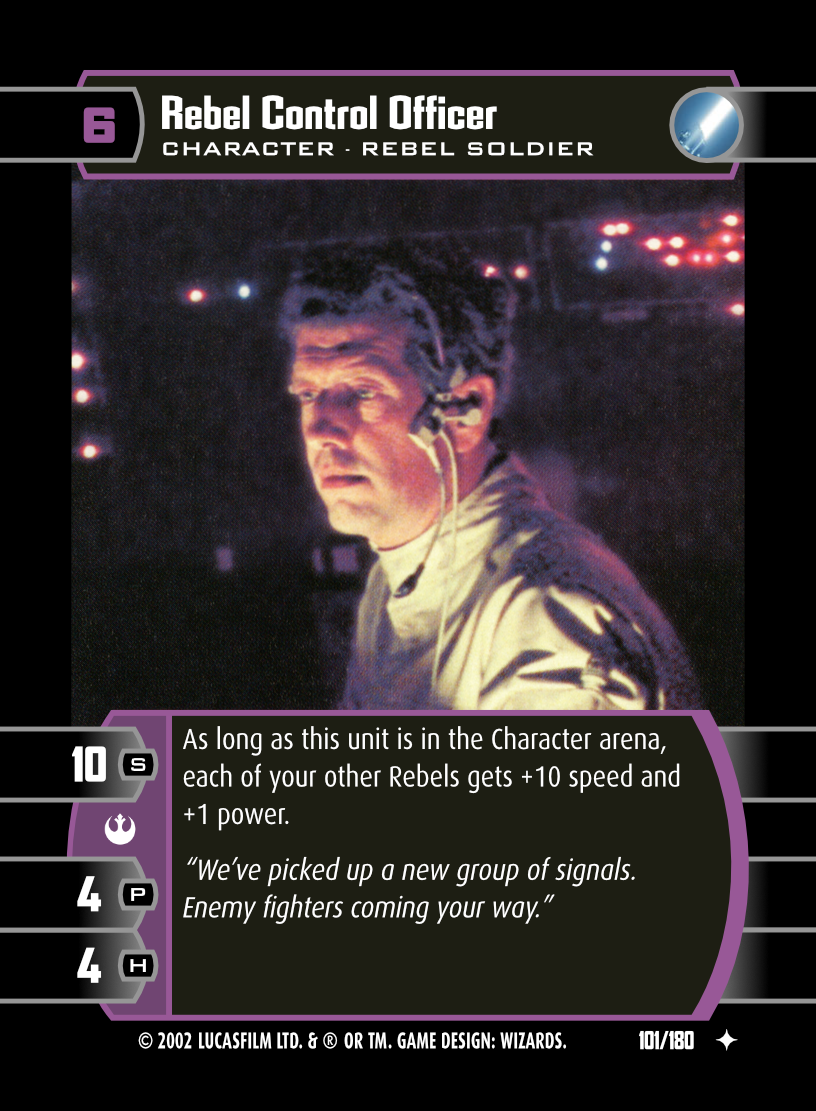 6
Rebel Control Officer
CHARACTER - REBEL SOLDIER
10 S
As long as this unit is in the Character arena,
each of your other Rebels gets +10 speed and
+1 power.
4 P
“We’ve picked up a new group of signals.
Enemy fighters coming your way.”
4 H
© 2002 LUCASFILM LTD. & ® OR TM. GAME DESIGN: WIZARDS.
101/180